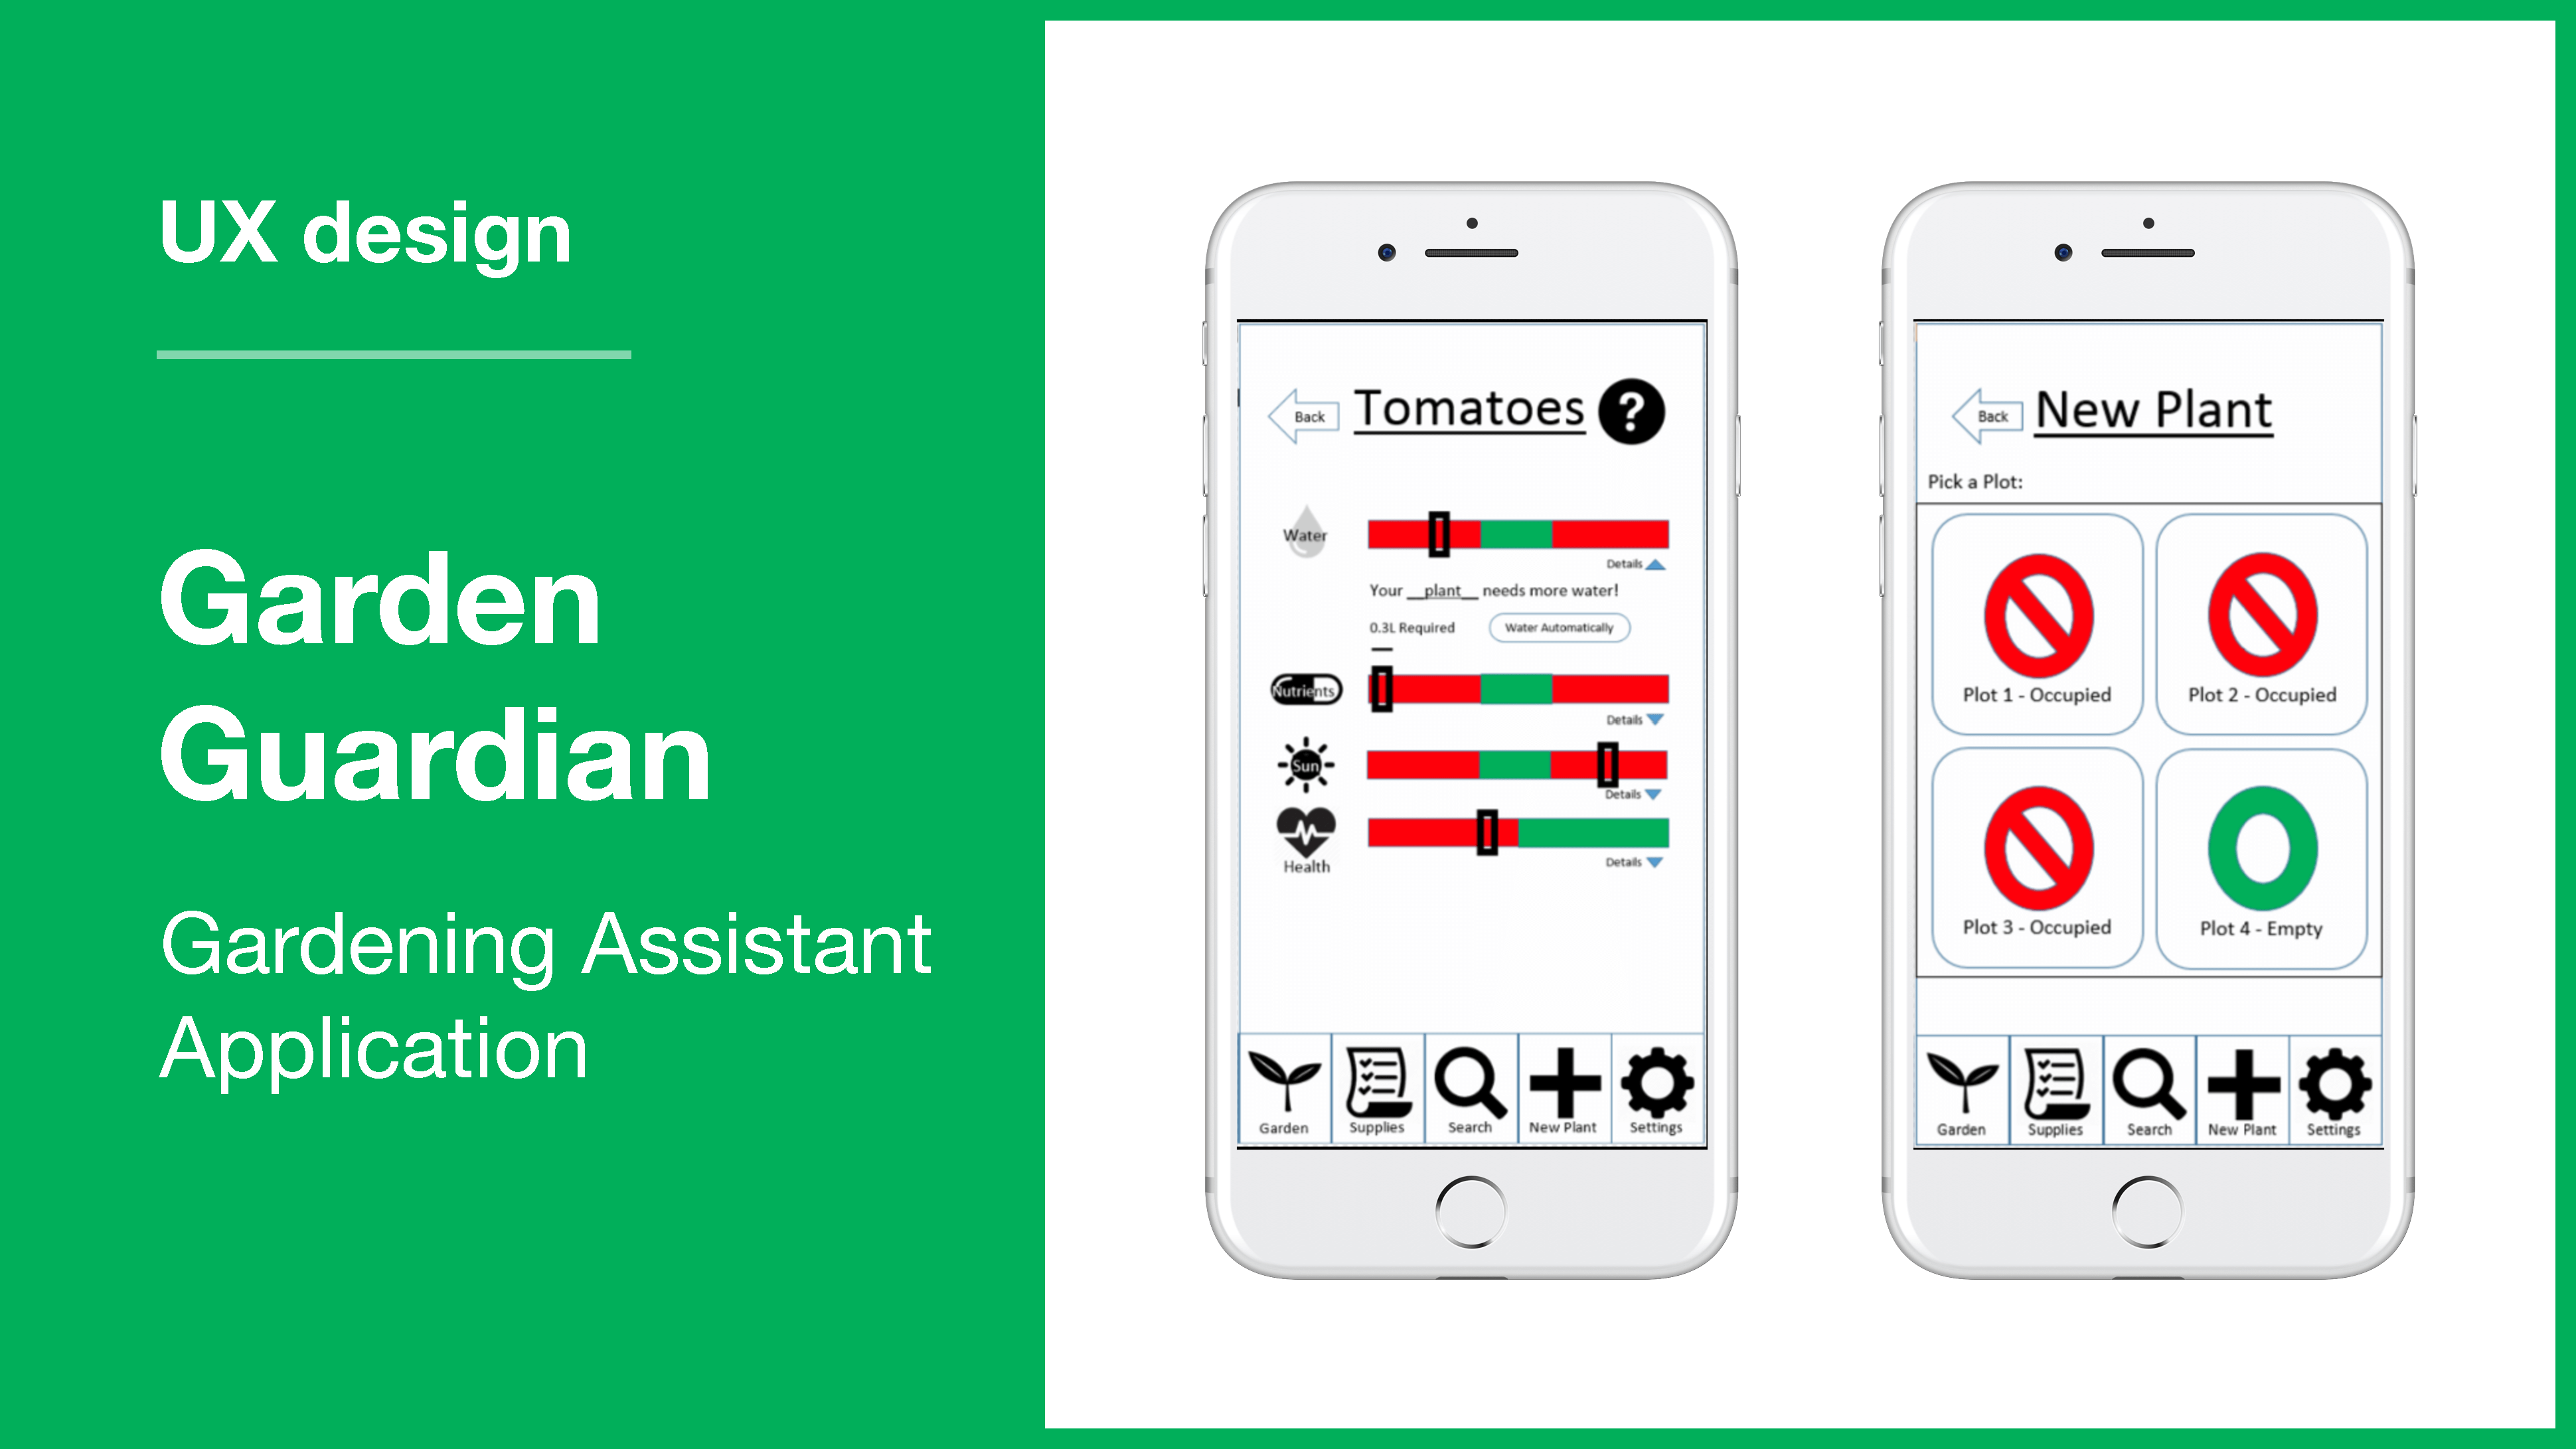 UX design
Garden
Guardian
Gardening Assistant
Application
Back
Tomatoes
?
Water
Details
Your __plant__ needs more water!
0.3L Required
Water Automatically
Nutrients
Details
Sun
Details
Health
Details
Garden
Supplies
Search
New Plant
Settings
Back
New Plant
Pick a Plot:
Plot 1 - Occupied
Plot 2 - Occupied
Plot 3 - Occupied
Plot 4 - Empty
Garden
Supplies
Search
New Plant
Settings